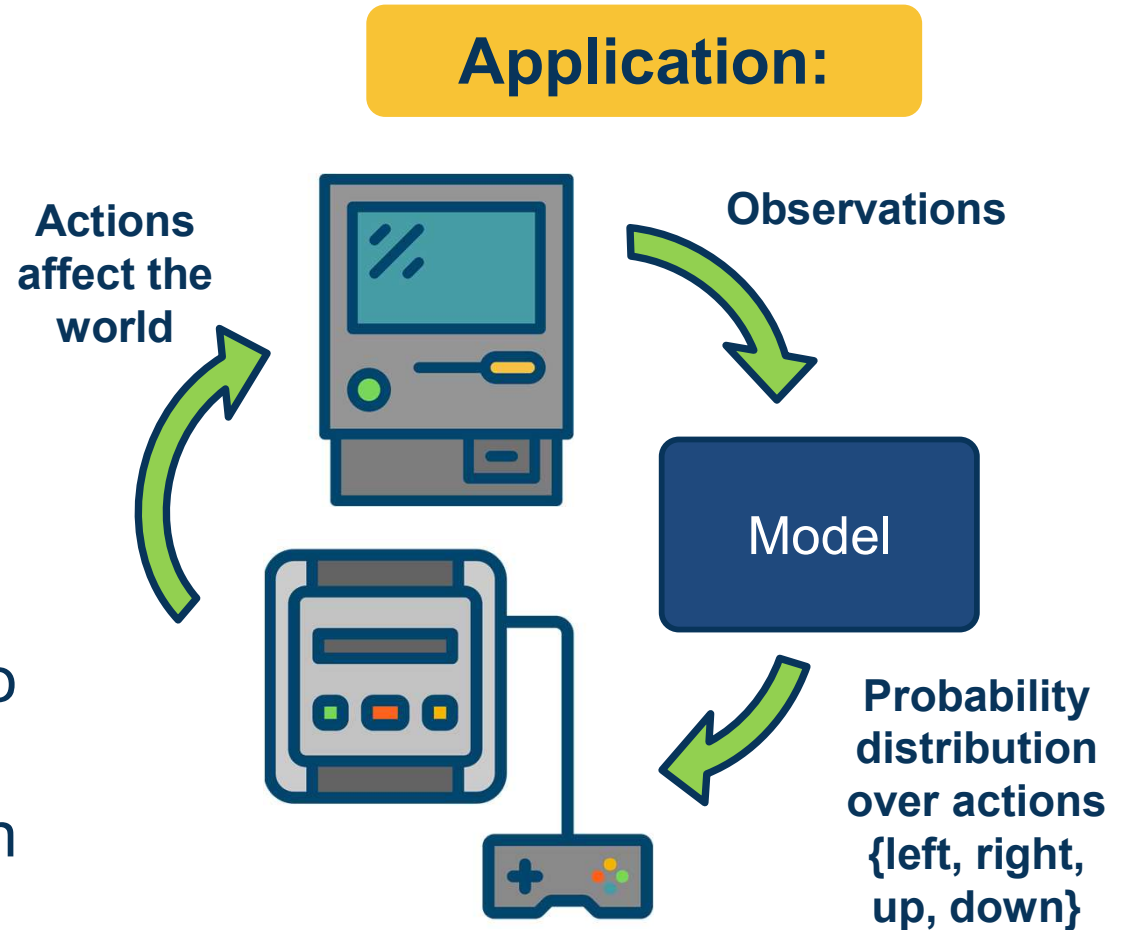 Application:
Actions
affect the
world
Observations
Model
Probability
distribution
over actions
{left, right,
up, down}